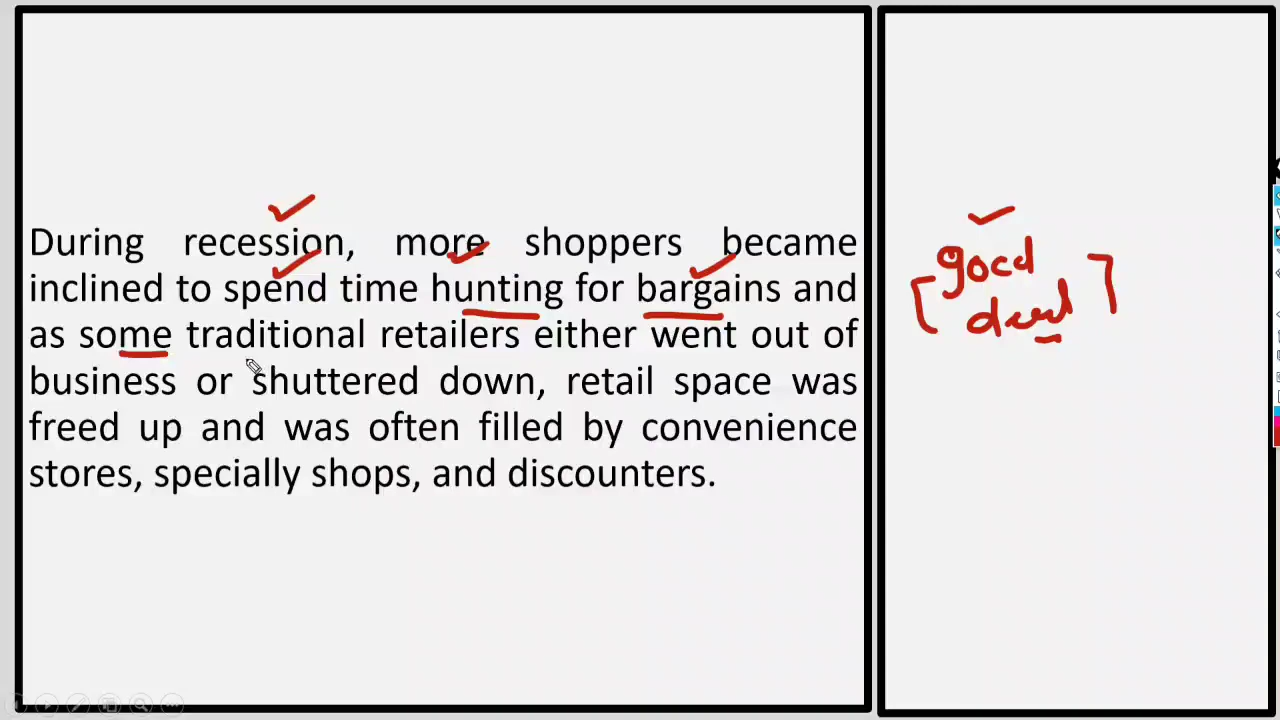 During recession, more shoppers became
inclined to spend time hunting for bargains and
as some traditional retailers either went out of
business or shuttered down, retail space was
freed up and was often filled by convenience
stores, specially shops, and discounters.
good
deal